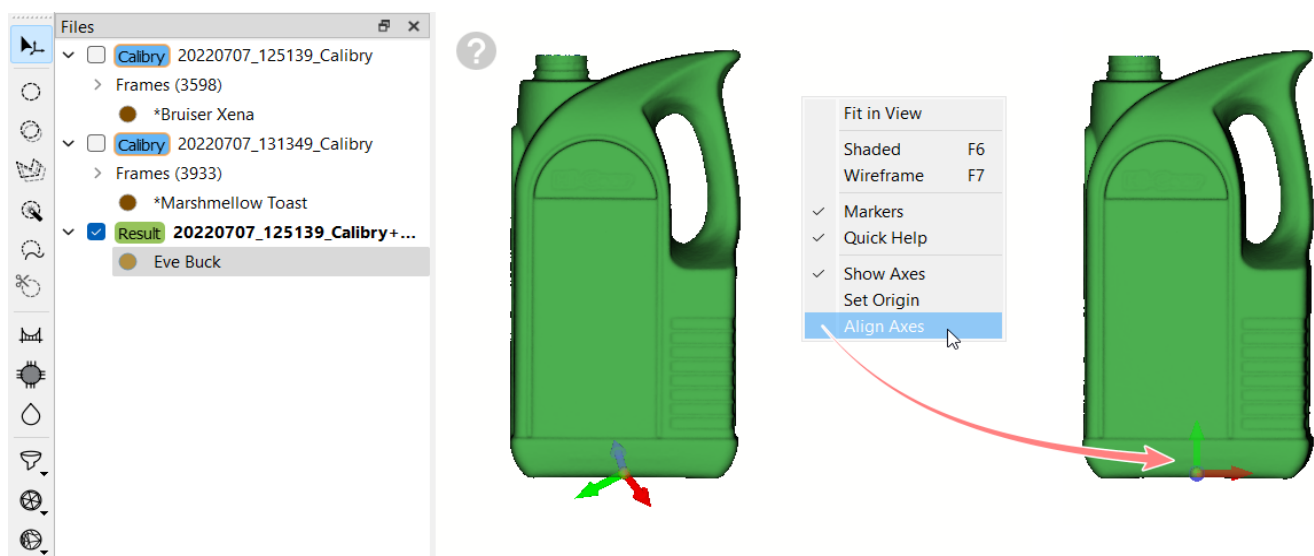 Files
Calibry 20220707_125139_Calibry
Frames (3598)
*Bruiser Xena
Calibry 20220707_131349_Calibry
Frames (3933)
*Marshmellow Toast
Result 20220707_125139_Calibry+...
Eve Buck
?
Fit in View
Shaded F6
Wireframe F7
Markers
Quick Help
Show Axes
Set Origin
Align Axes